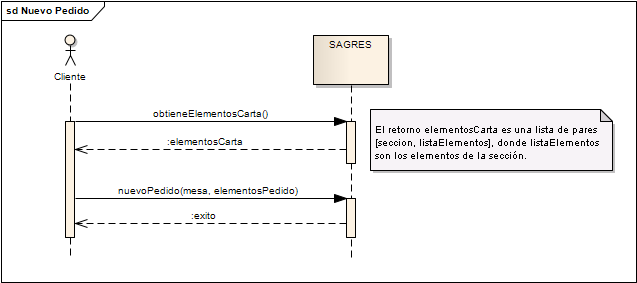 sd Nuevo Pedido
Cliente
SAGRES
obtieneElementosCarta()
:elementosCarta
El retorno elementosCarta es una lista de pares
[seccion, listaElementos], donde listaElementos
son los elementos de la sección.
nuevoPedido(mesa, elementosPedido)
:exito